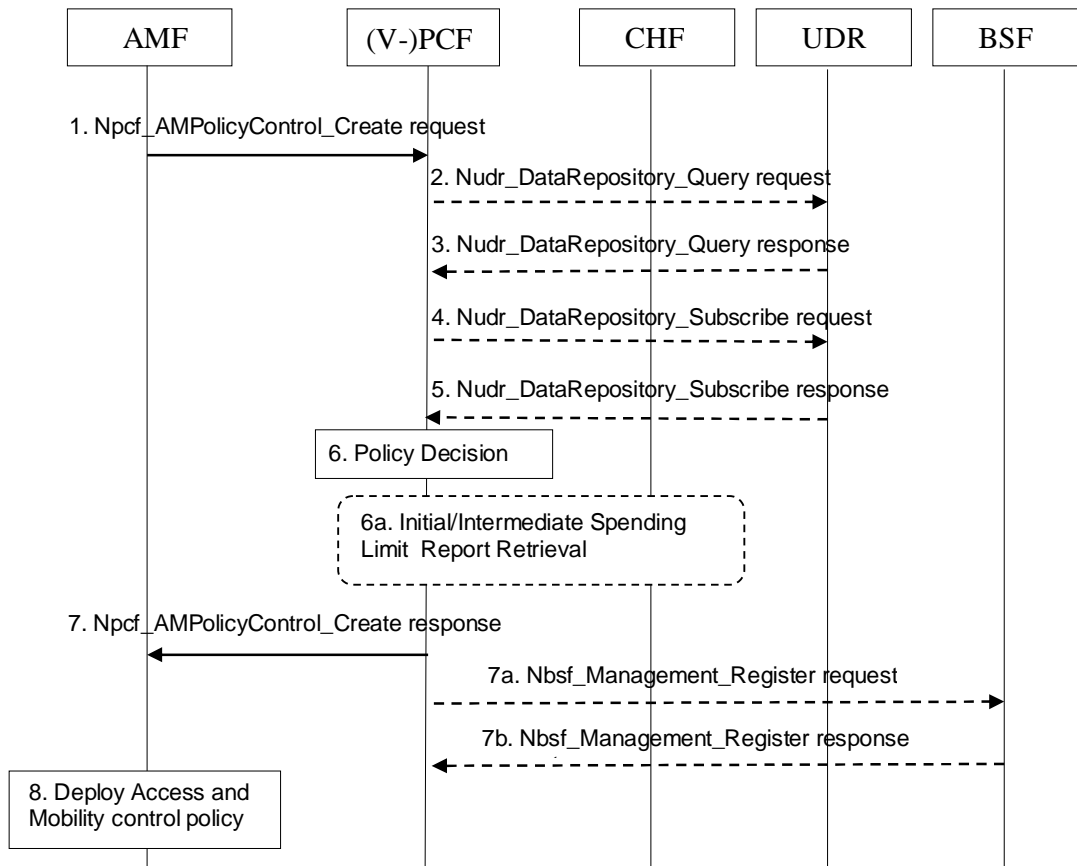 AMF
(V-)PCF
CHF
UDR
BSF
1. Npcf_AMPolicyControl_Create request
2. Nudr_DataRepository_Query request
3. Nudr_DataRepository_Query response
4. Nudr_DataRepository_Subscribe request
5. Nudr_DataRepository_Subscribe response
6. Policy Decision
6a. Initial/Intermediate Spending
Limit Report Retrieval
7. Npcf_AMPolicyControl_Create response
7a. Nbsf_Management_Register request
7b. Nbsf_Management_Register response
8. Deploy Access and
Mobility control policy